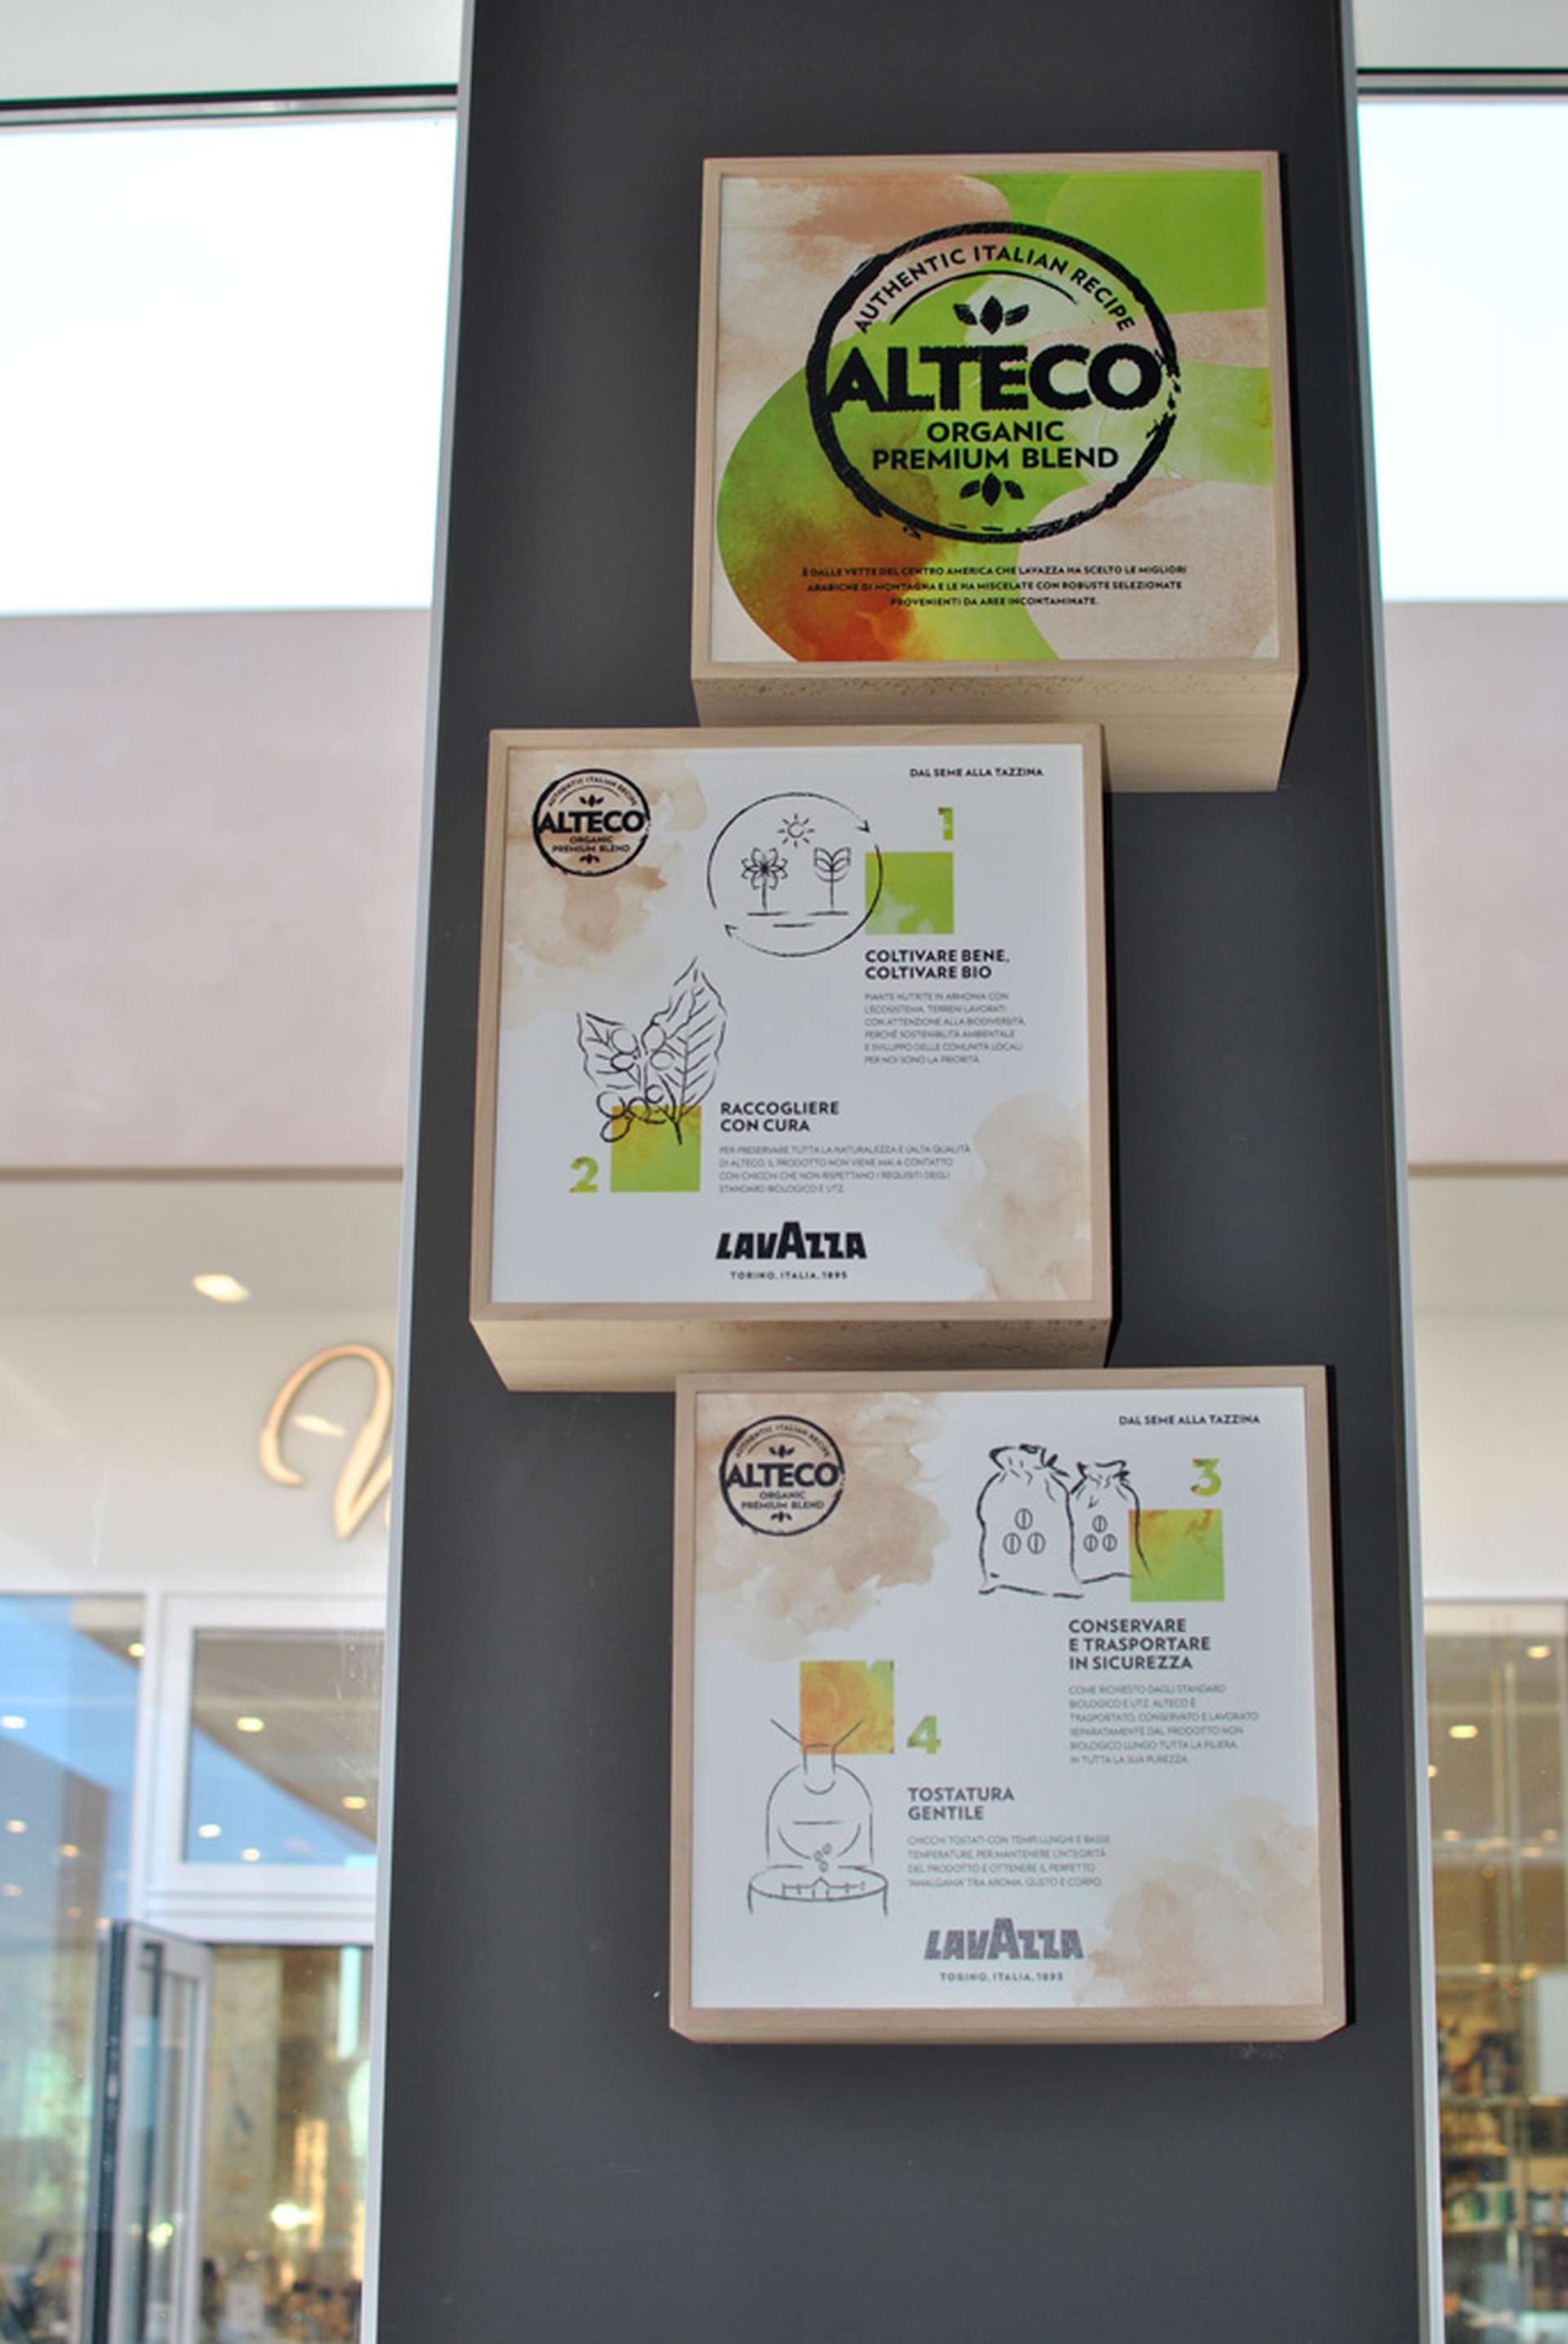 AUTHENTIC ITALIAN RECIPE
ALTECO
ORGANIC
PREMIUM BLEND
È DALLE VETTE DEL CENTRO AMERICA CHE LAVAZZA HA SCELTO LE MIGLIORI
ARABICHE DI MONTAGNA E LE HA MISCELATE CON ROBUSTE SELEZIONATE
PROVENIENTI DA AREE INCONTAMINATE.
AUTHENTIC ITALIAN RECIPE
ALTECO
ORGANIC
PREMIUM BLEND
DAL SEME ALLA TAZZINA
1
COLTIVARE BENE,
COLTIVARE BIO
PIANTE NUTRITE IN ARMONIA CON
L'ECOSISTEMA, TERRENI LAVORATI
CON ATTENZIONE ALLA BIODIVERSITÀ,
PERCHÉ SOSTENIBILITÀ AMBIENTALE
E SVILUPPO DELLE COMUNITÀ LOCALI
PER NOI SONO LA PRIORITÀ.
2
RACCOGLIERE
CON CURA
PER PRESERVARE TUTTA LA NATURALEZZA E L'ALTA QUALITÀ
DI ALTECO, IL PRODOTTO NON VIENE MAI A CONTATTO
CON CHICCHI CHE NON RISPETTANO I REQUISITI DEGLI
STANDARD BIOLOGICO E UTZ.
LAVAZZA
TORINO, ITALIA, 1895
AUTHENTIC ITALIAN RECIPE
ALTECO
ORGANIC
PREMIUM BLEND
DAL SEME ALLA TAZZINA
3
CONSERVARE
E TRASPORTARE
IN SICUREZZA
COME RICHIESTO DAGLI STANDARD
BIOLOGICO E UTZ, ALTECO È
TRASPORTATO, CONSERVATO E LAVORATO
SEPARATAMENTE DAL PRODOTTO NON
BIOLOGICO LUNGO TUTTA LA FILIERA,
IN TUTTA LA SUA PUREZZA.
4
TOSTATURA
GENTILE
CHICCHI TOSTATI CON TEMPI LUNGHI E BASSE
TEMPERATURE, PER MANTENERE L'INTEGRITÀ
DEL PRODOTTO E OTTENERE IL PERFETTO
"AMALGAMA" TRA AROMA, GUSTO E CORPO.
LAVAZZA
TORINO, ITALIA, 1895